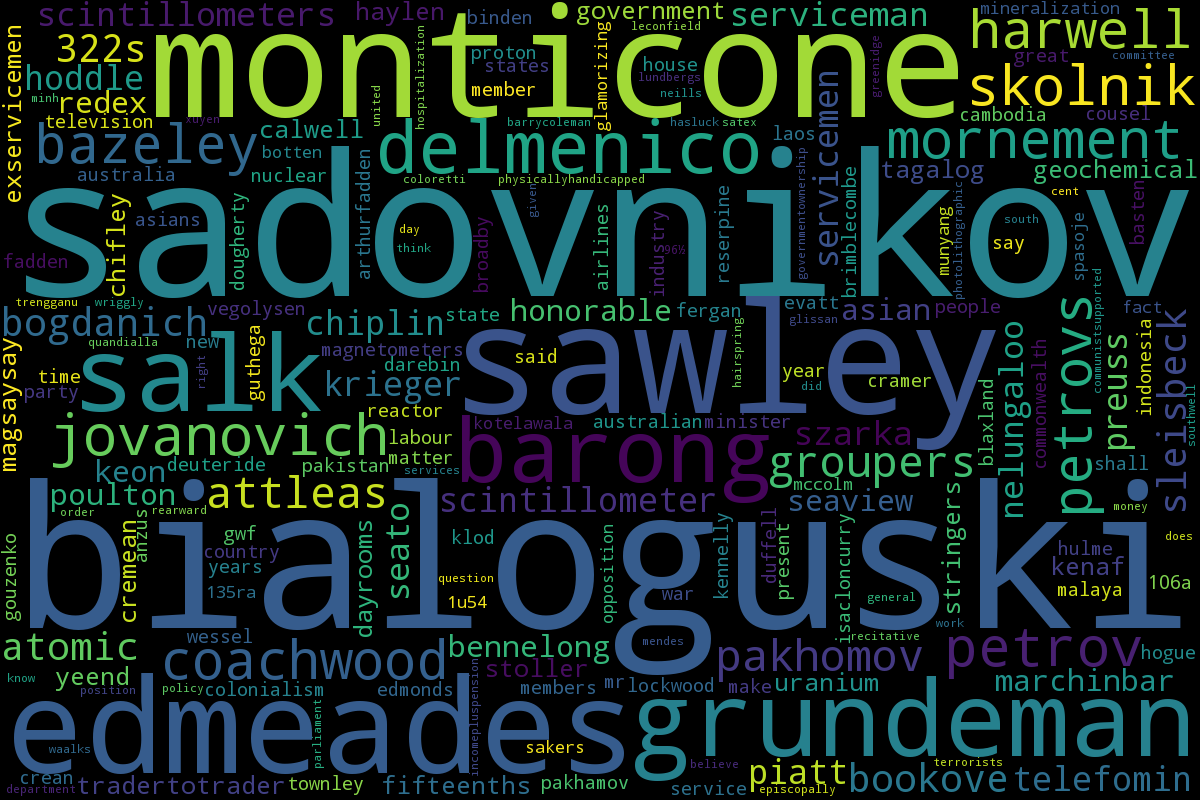 scintillometers haylen binden government serviceman mineralization
322s monticone leconfield harwell
hoddle proton house great committee
exservicemen redex states lundbergs skolnik
minh television member neills glamorizing greenidge
united hospitalization
xuyen barrycoleman hasluck satex cambodia cousel
bazeley calwell delmenico laos mornement
botten tagalog geochemical
australia nuclear coloretti physicallyhandicapped servicemen
sadovnikov
chifley asians dougherty arthurfadden day think broadby given airlines industry 96½ reserpine governmentownership brimblecombe munyang photolithographic south say cent spasoje basten
fadden
trengganu wriggly vegolysen state honorable fergan evatt asian people fact
bogdanich new chiplin glissan
quandialla right guthega magnetometers said sawley hairspring petrovs communistsupported indonesia sleisbeck
magsaysay time salk krieger darebin year cramer nelungaloo preuss
party reactor did blaxland commonwealth southwell
jovanovich labour kotelawala australian minister
barong szarka
keon deuteride pakistan matter services groupers mccolm shall
poulton attleas scintillometer seaview money
order rearward
bialoguski
gouzenko cremean anzus gwf country years 135ra dayrooms seato klod question 1u54 opposition war kennelly duffell present isacloncurry general stringers hulme kenaf malaya 106a does
atomic wessel bennelong mendes recitative work
yeend coachwood stoller pakhomov petrov hogue
know position policy colonialism edmonds members mr lockwood make uranium marchinbar
edmeades parliament incomepluspension grundeman
waalks sakers believe terrorists
crean tradertotrader townley fifteenths pakhamov service piatt bookove telefomin
department episcopally